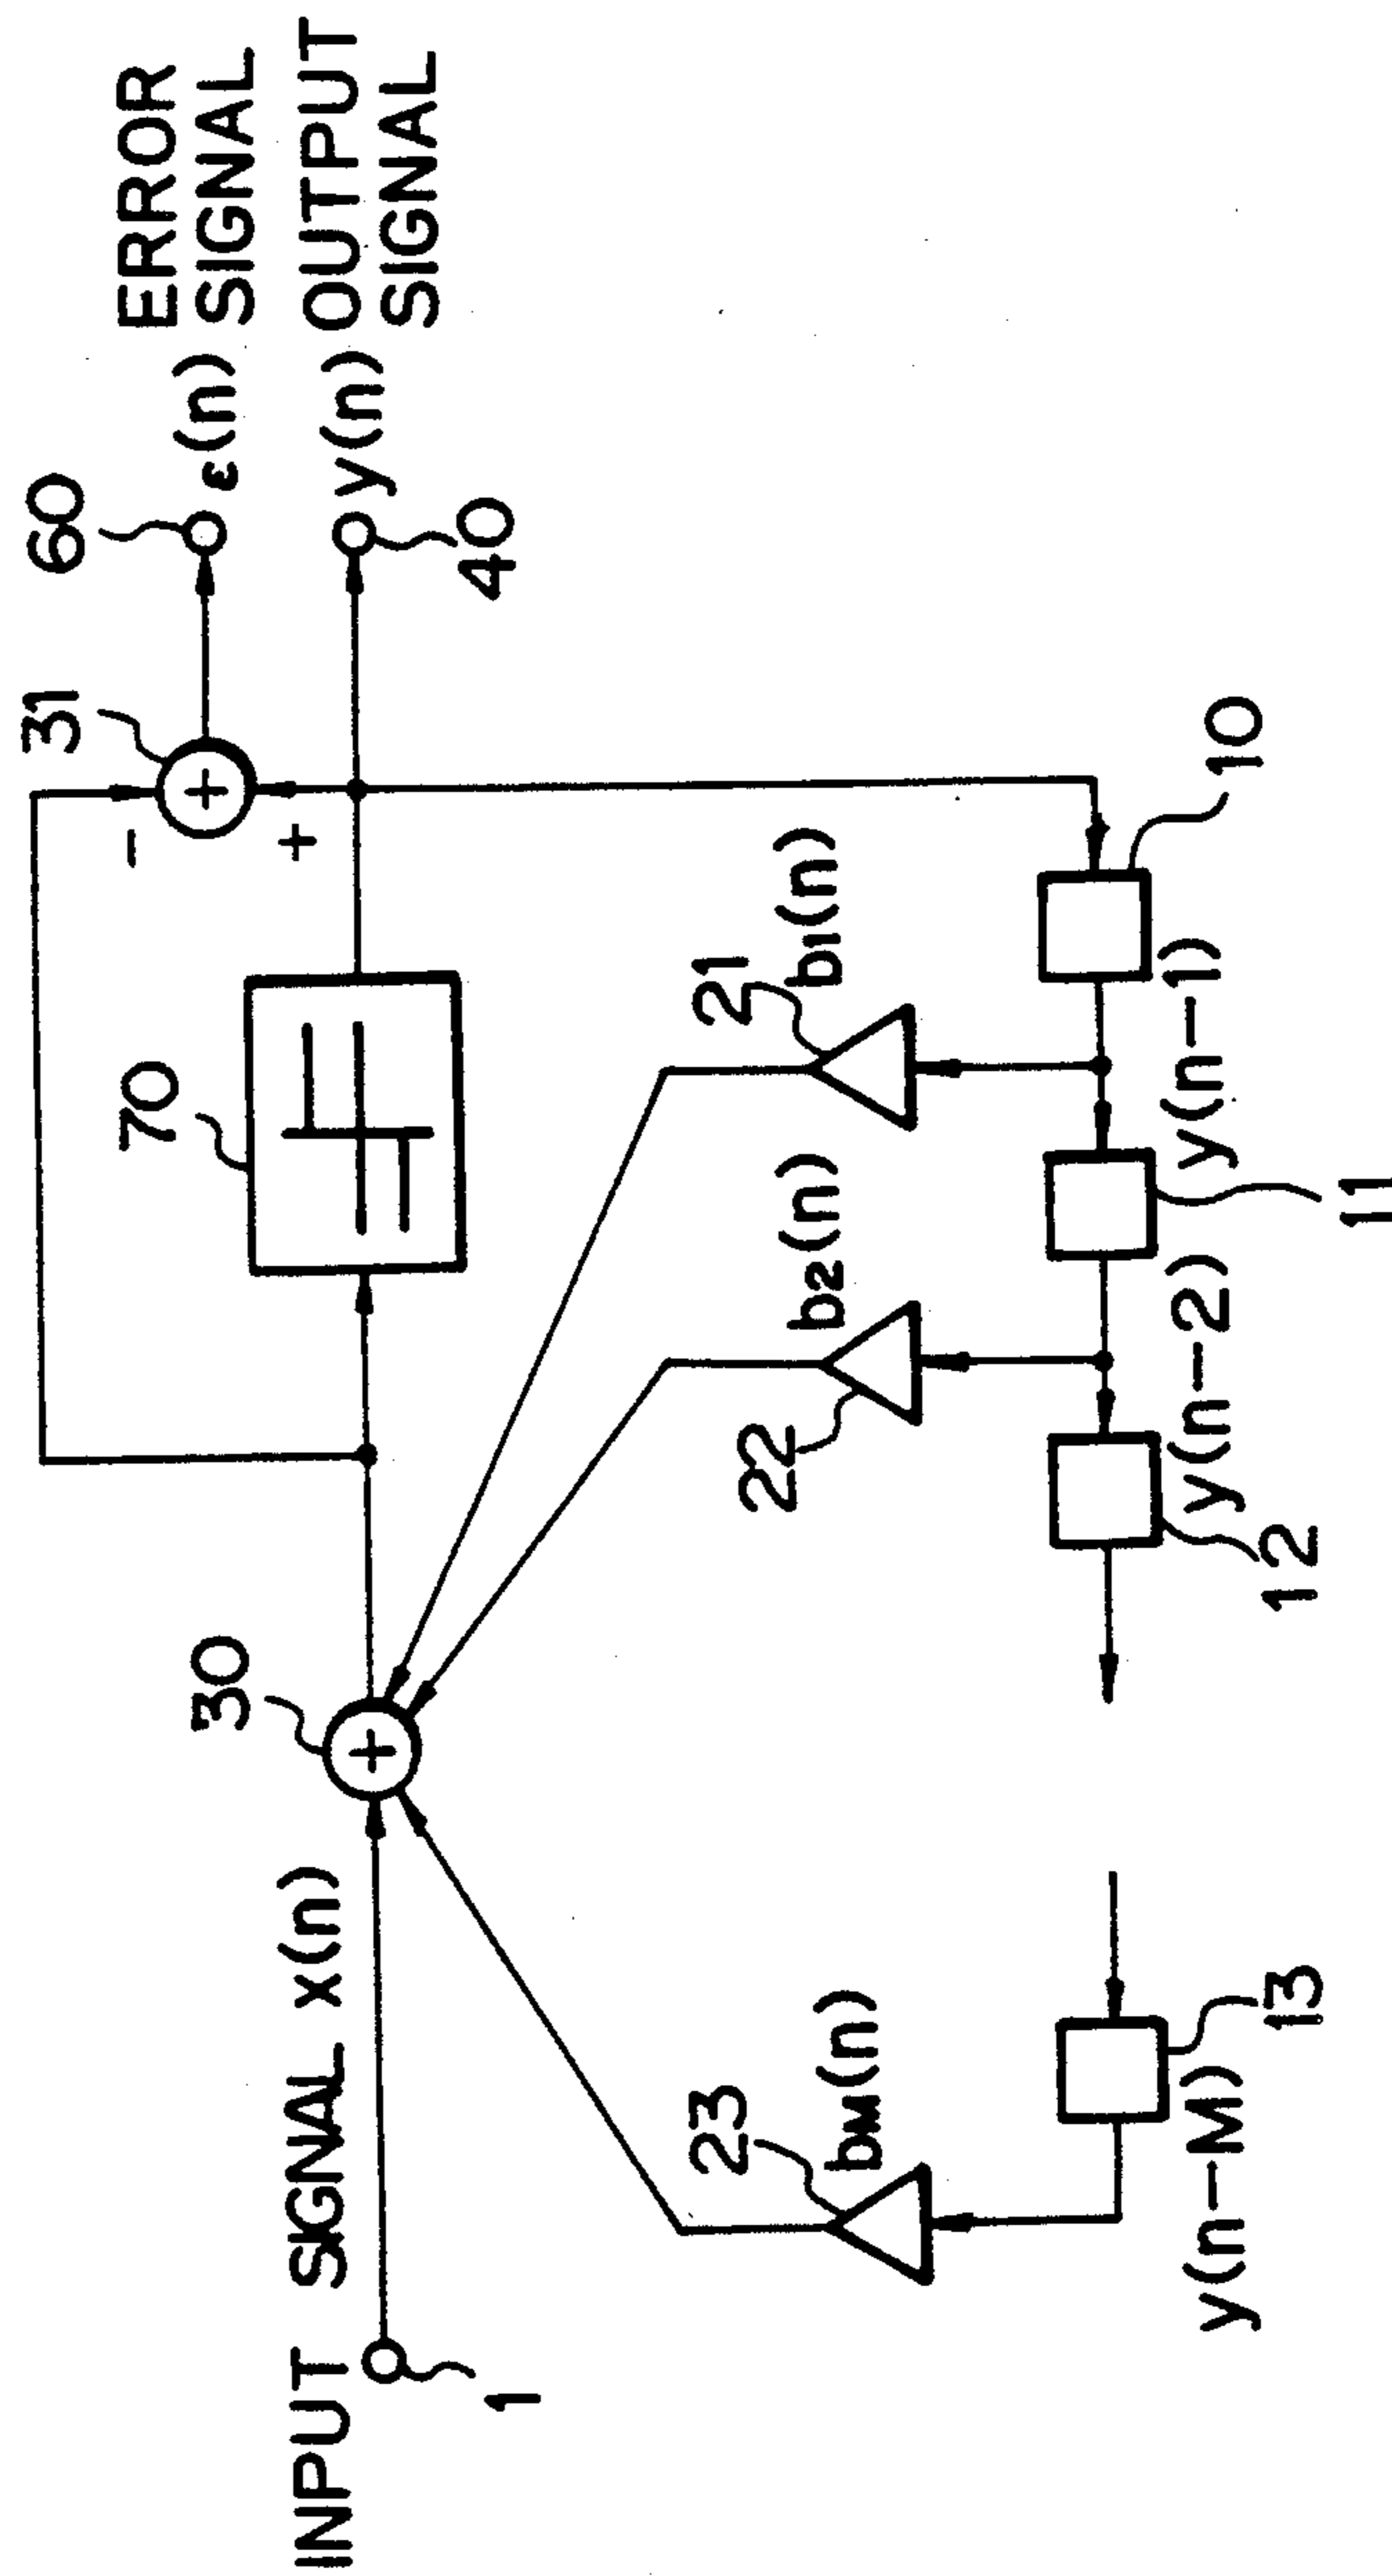 INPUT SIGNAL x(n)
1
30
70
31
-
+
60
ε(n)
ERROR
SIGNAL
y(n)
OUTPUT
SIGNAL
40
+
+
23
bM(n)
22
b2(n)
21
b1(n)
13
y(n-M)
12
y(n-2)
11
y(n-1)
10